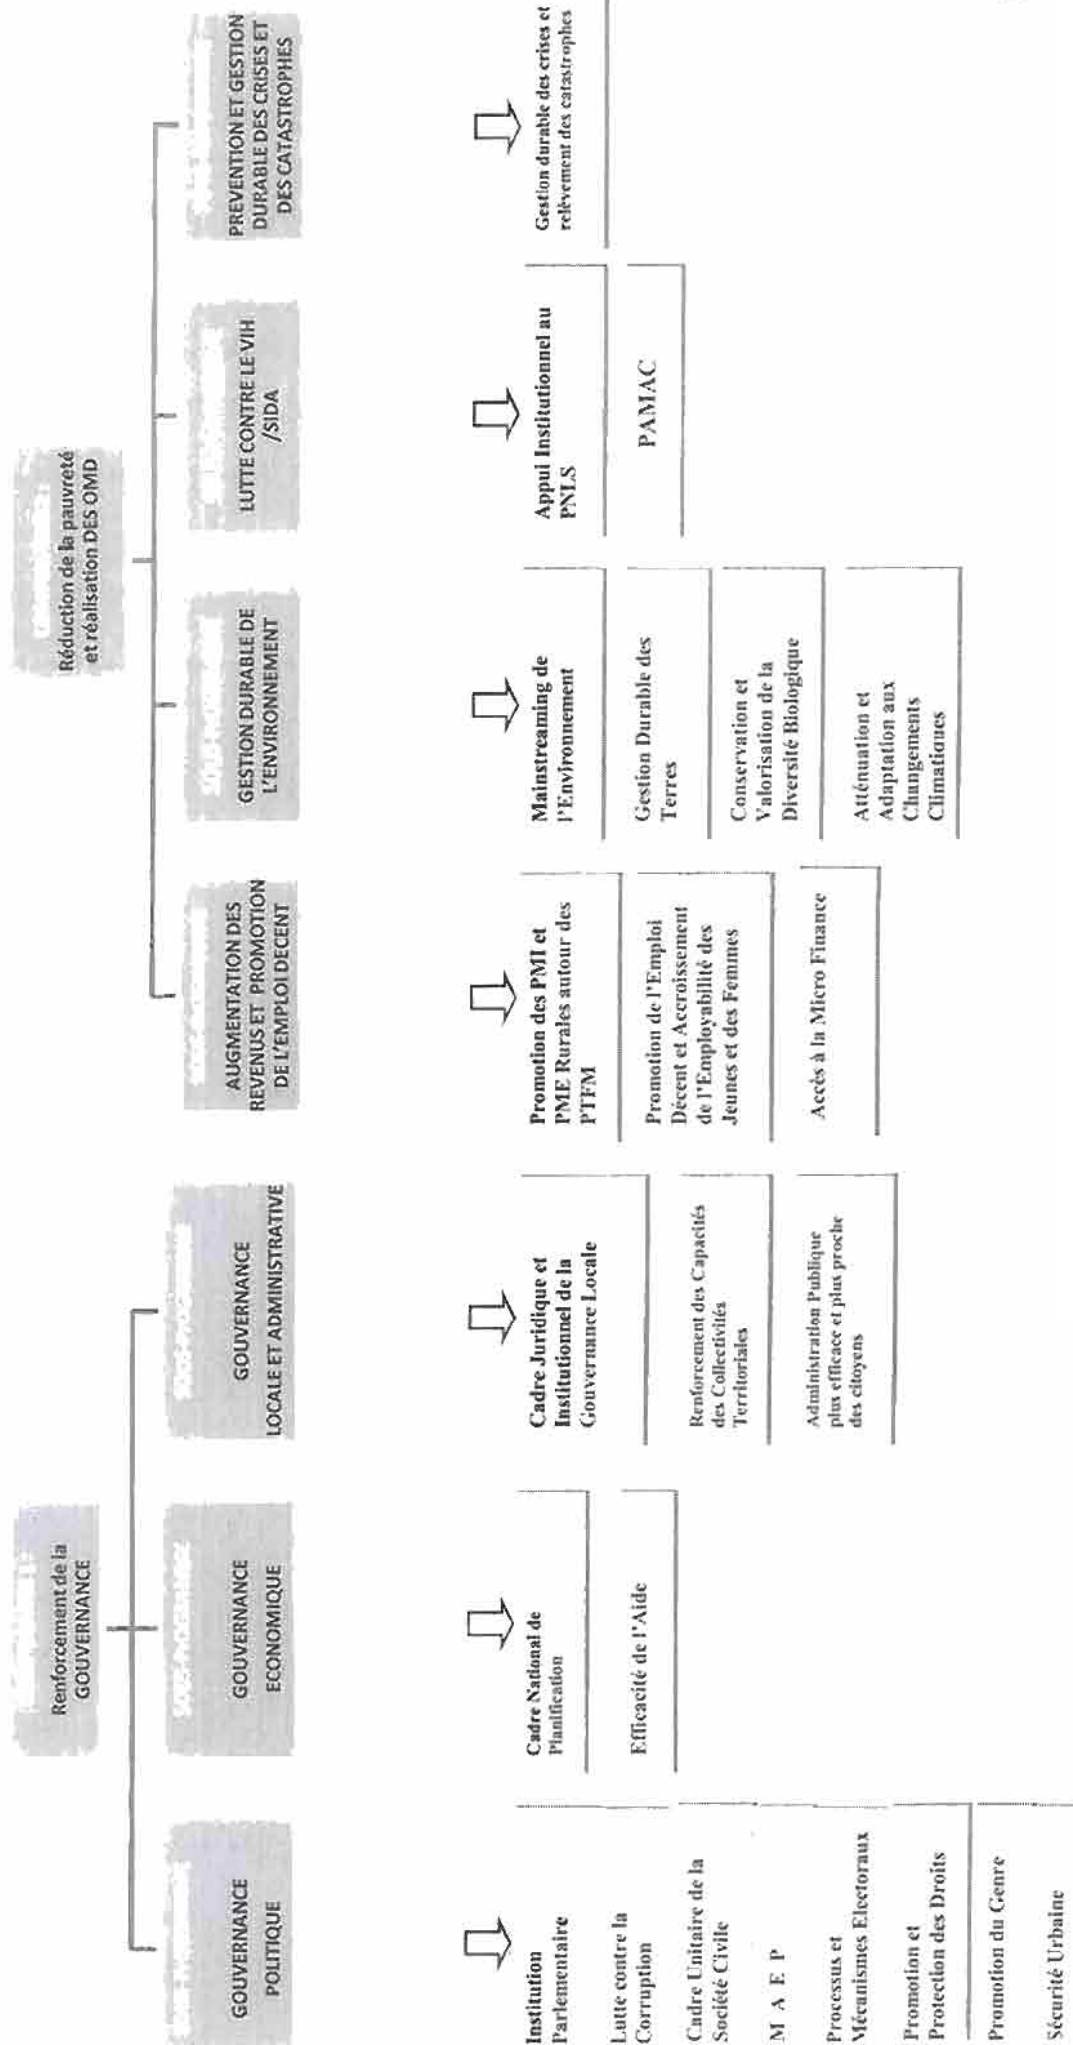 Renforcement de la
GOUVERNANCE
Réduction de la pauvreté
et réalisation DES OMD
GOUVERNANCE
POLITIQUE
SOUS-PROGRAMME
GOUVERNANCE
ECONOMIQUE
GOUVERNANCE
LOCALE ET ADMINISTRATIVE
AUGMENTATION DES
REVENUS ET PROMOTION
DE L'EMPLOI DECENT
GESTION DURABLE DE
L'ENVIRONNEMENT
LUTTE CONTRE LE VIH
/SIDA
PREVENTION ET GESTION
DURABLE DES CRISES ET
DES CATASTROPHES
Institution
Parlementaire
Lutte contre la
Corruption
Cadre Unitaire de la
Société Civile
M A E P
Processus et
Mécanismes Electoraux
Promotion et
Protection des Droits
Promotion du Genre
Sécurité Urbaine
Cadre National de
Planification
Efficacité de l'Aide
Cadre Juridique et
Institutionnel de la
Gouvernance Locale
Renforcement des Capacités
des Collectivités
Territoriales
Administration Publique
plus efficace et plus proche
des citoyens
Promotion des PMI et
PME Rurales autour des
PTFM
Promotion de l'Emploi
Décent et Accroissement
de l'Employabilité des
Jeunes et des Femmes
Accès à la Micro Finance
Mainstreaming de
l'Environnement
Gestion Durable des
Terres
Conservation et
Valorisation de la
Diversité Biologique
Atténuation et
Adaptation aux
Changements
Climatiques
Appui Institutionnel au
PNLS
PAMAC
Gestion durable des crises et
relèvement des catastrophes